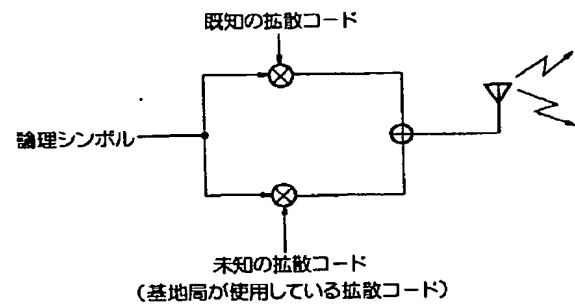 既知の拡散コード
論理シンボル
未知の拡散コード
(基地局が使用している拡散コード)